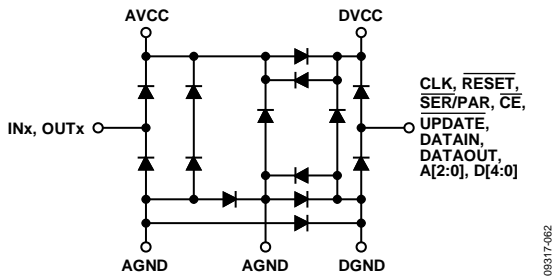 AVCC
DVCC
INx, OUTx
CLK, RESET,
SER/PAR, CE,
UPDATE,
DATAIN,
DATAOUT,
A[2:0], D[4:0]
AGND
AGND
DGND
09317-062